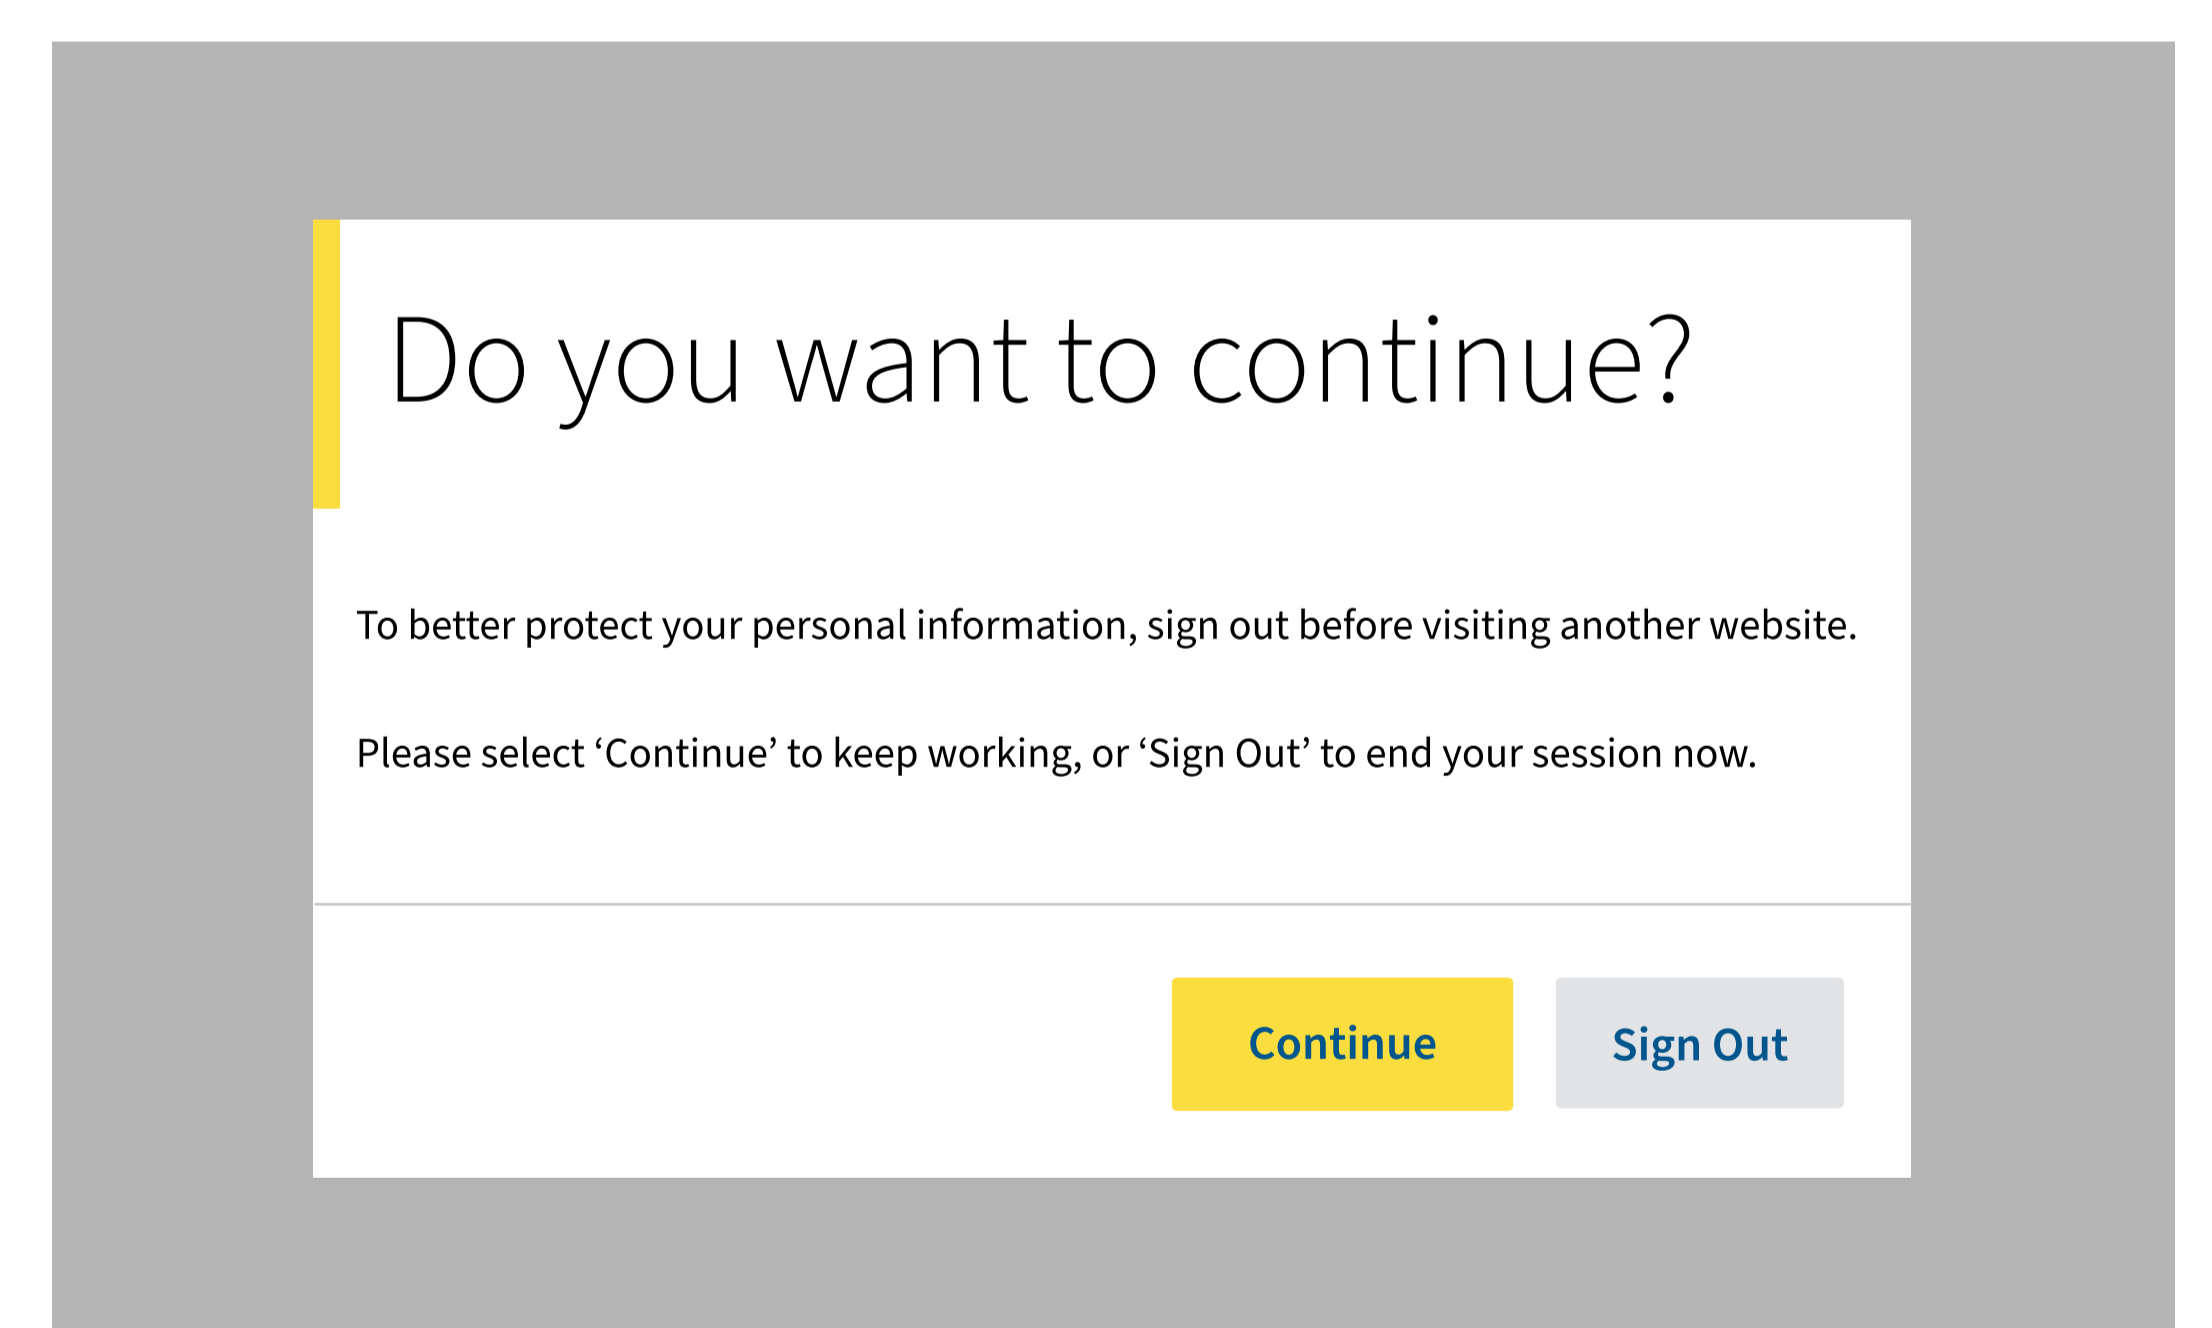 Do you want to continue?
To better protect your personal information, sign out before visiting another website.
Please select ‘Continue’ to keep working, or ‘Sign Out’ to end your session now.
Continue
Sign Out